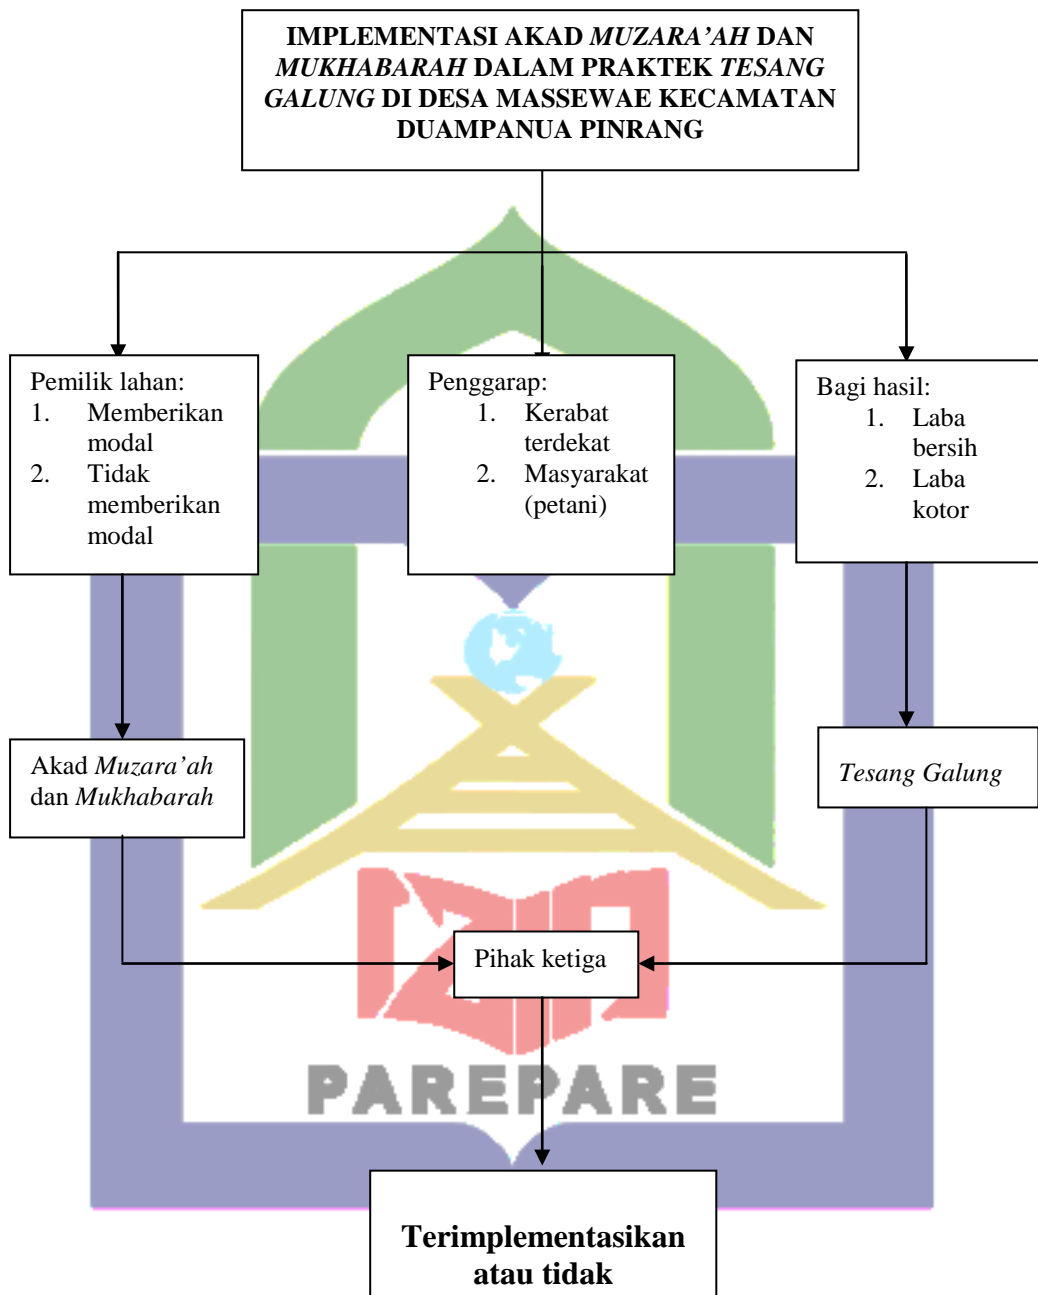 IMPLEMENTASI AKAD MUZARA’AH DAN
MUKHABARAH DALAM PRAKTEK TESANG
GALUNG DI DESA MASSEWAE KECAMATAN
DUAMPANUA PINRANG
Pemilik lahan:
1. Memberikan
modal
2. Tidak
memberikan
modal
Penggarap:
1. Kerabat
terdekat
2. Masyarakat
(petani)
Bagi hasil:
1. Laba
bersih
2. Laba
kotor
Akad Muzara’ah
dan Mukhabarah
Tesang Galung
Pihak ketiga
PAREPARE
Terimplementasikan
atau tidak